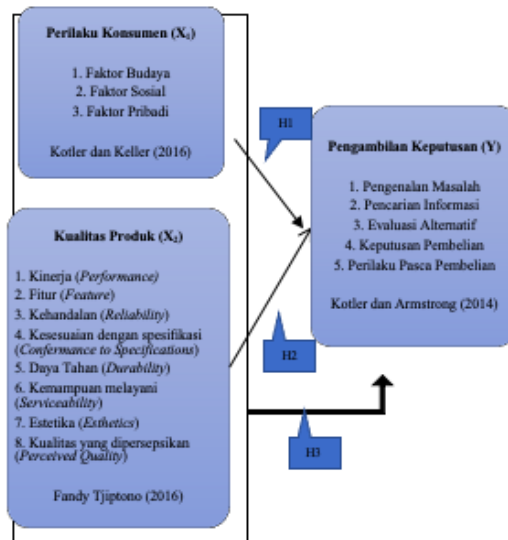 Perilaku Konsumen (X₁)
1. Faktor Budaya
2. Faktor Sosial
3. Faktor Pribadi
Kotler dan Keller (2016)
Kualitas Produk (X₂)
1. Kinerja (Performance)
2. Fitur (Feature)
3. Kehandalan (Reliability)
4. Kesesuaian dengan spesifikasi
(Confermance to Specifications)
5. Daya Tahan (Durability)
6. Kemampuan melayani
(Serviceability)
7. Estetika (Esthetics)
8. Kualitas yang dipersepsikan
(Perceived Quality)
Fandy Tjiptono (2016)
H1
Pengambilan Keputusan (Y)
1. Pengenalan Masalah
2. Pencarian Informasi
3. Evaluasi Alternatif
4. Keputusan Pembelian
5. Perilaku Pasca Pembelian
Kotler dan Armstrong (2014)
H2
H3